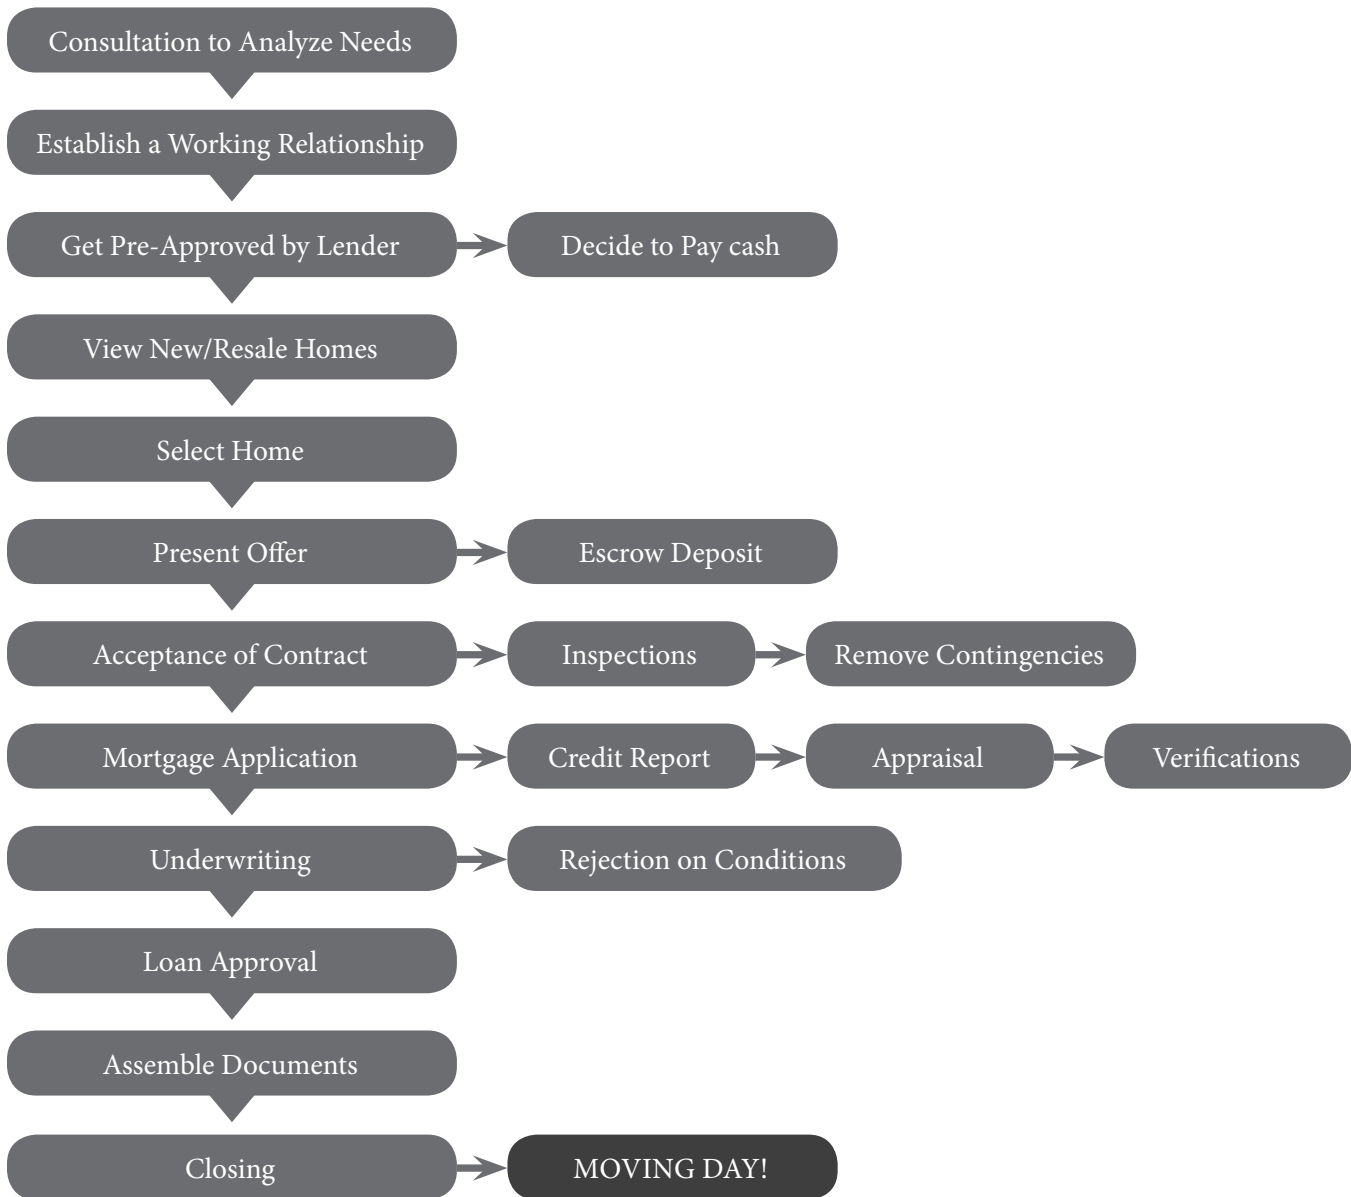 Consultation to Analyze Needs
Establish a Working Relationship
Get Pre-Approved by Lender
Decide to Pay cash
View New/Resale Homes
Select Home
Present Offer
Escrow Deposit
Acceptance of Contract
Inspections
Remove Contingencies
Mortgage Application
Credit Report
Appraisal
Verifications
Underwriting
Rejection on Conditions
Loan Approval
Assemble Documents
Closing
MOVING DAY!